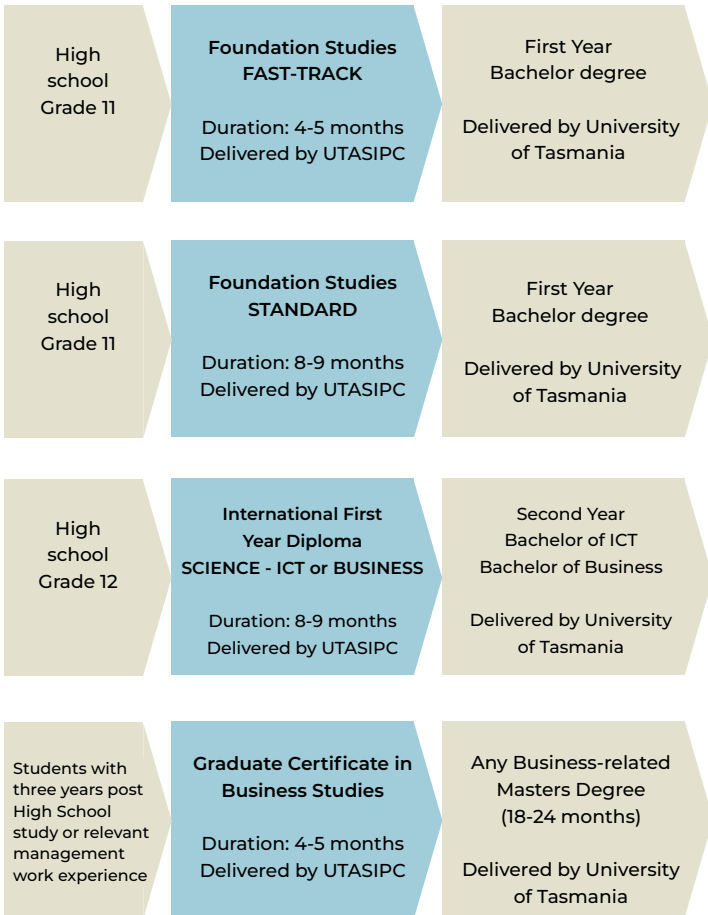 High
school
Grade 11
Foundation Studies
FAST-TRACK
Duration: 4-5 months
Delivered by UTASIPC
First Year
Bachelor degree
Delivered by University
of Tasmania
High
school
Grade 11
Foundation Studies
STANDARD
Duration: 8-9 months
Delivered by UTASIPC
First Year
Bachelor degree
Delivered by University
of Tasmania
High
school
Grade 12
International First
Year Diploma
SCIENCE - ICT or BUSINESS
Duration: 8-9 months
Delivered by UTASIPC
Second Year
Bachelor of ICT
Bachelor of Business
Delivered by University
of Tasmania
Students with
three years post
High School
study or relevant
management
work experience
Graduate Certificate in
Business Studies
Duration: 4-5 months
Delivered by UTASIPC
Any Business-related
Masters Degree
(18-24 months)
Delivered by University
of Tasmania